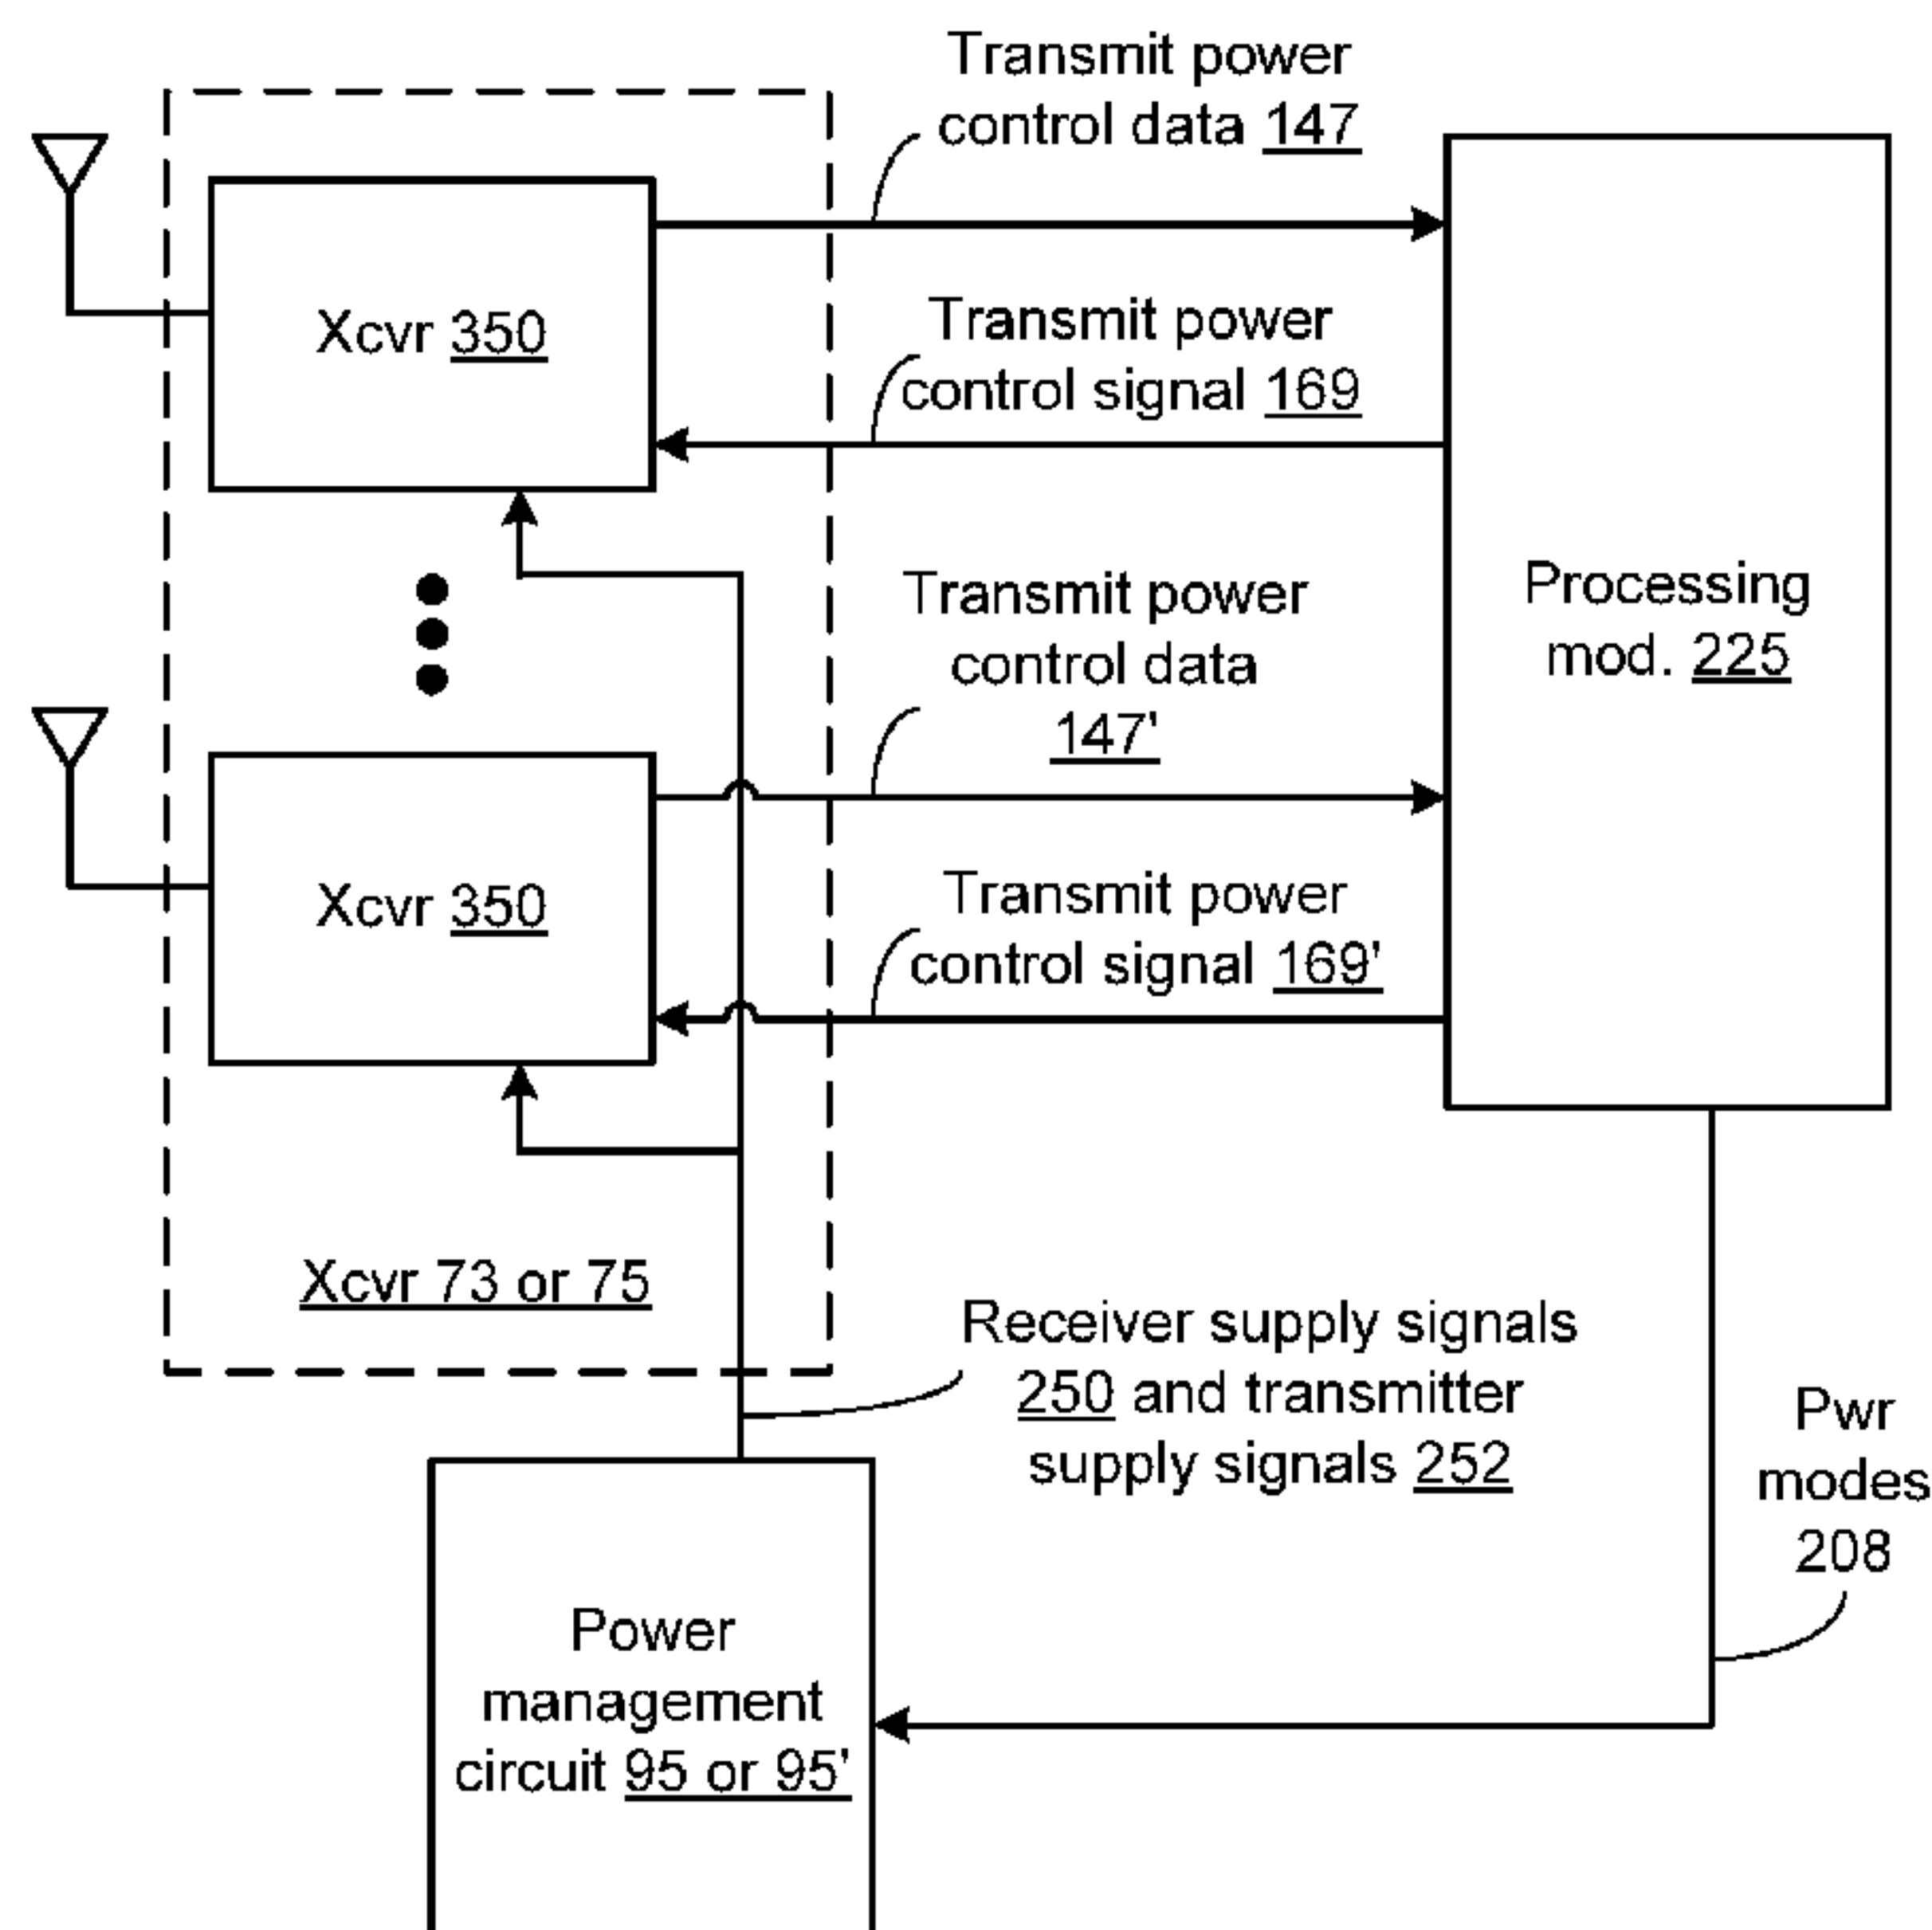 Transmit power
control data 147
Xcvr 350
Transmit power
control signal 169
Processing
mod. 225
Transmit power
control data
147'
Xcvr 350
Transmit power
control signal 169'
Xcvr 73 or 75
Receiver supply signals
250 and transmitter
supply signals 252
Pwr
modes
208
Power
management
circuit 95 or 95'